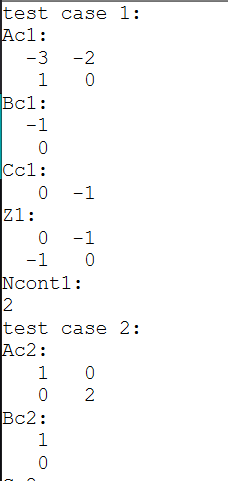 test case 1:
Ac1:
  -3  -2
   1   0
Bc1:
  -1
   0
Cc1:
   0  -1
Z1:
   0  -1
  -1   0
Ncont1:
2
test case 2:
Ac2:
   1   0
   0   2
Bc2:
   1
   0